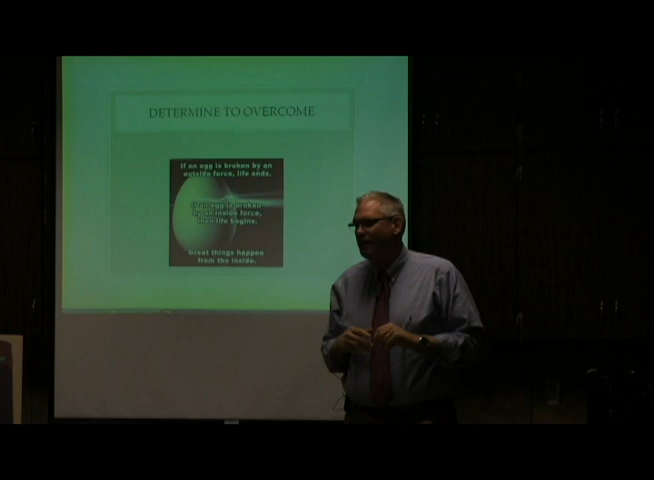 DETERMINE TO OVERCOME
If an egg is broken by an
outside force, life ends.
If an egg is broken
by an inside force,
then life begins.
Great things happen
from the inside.